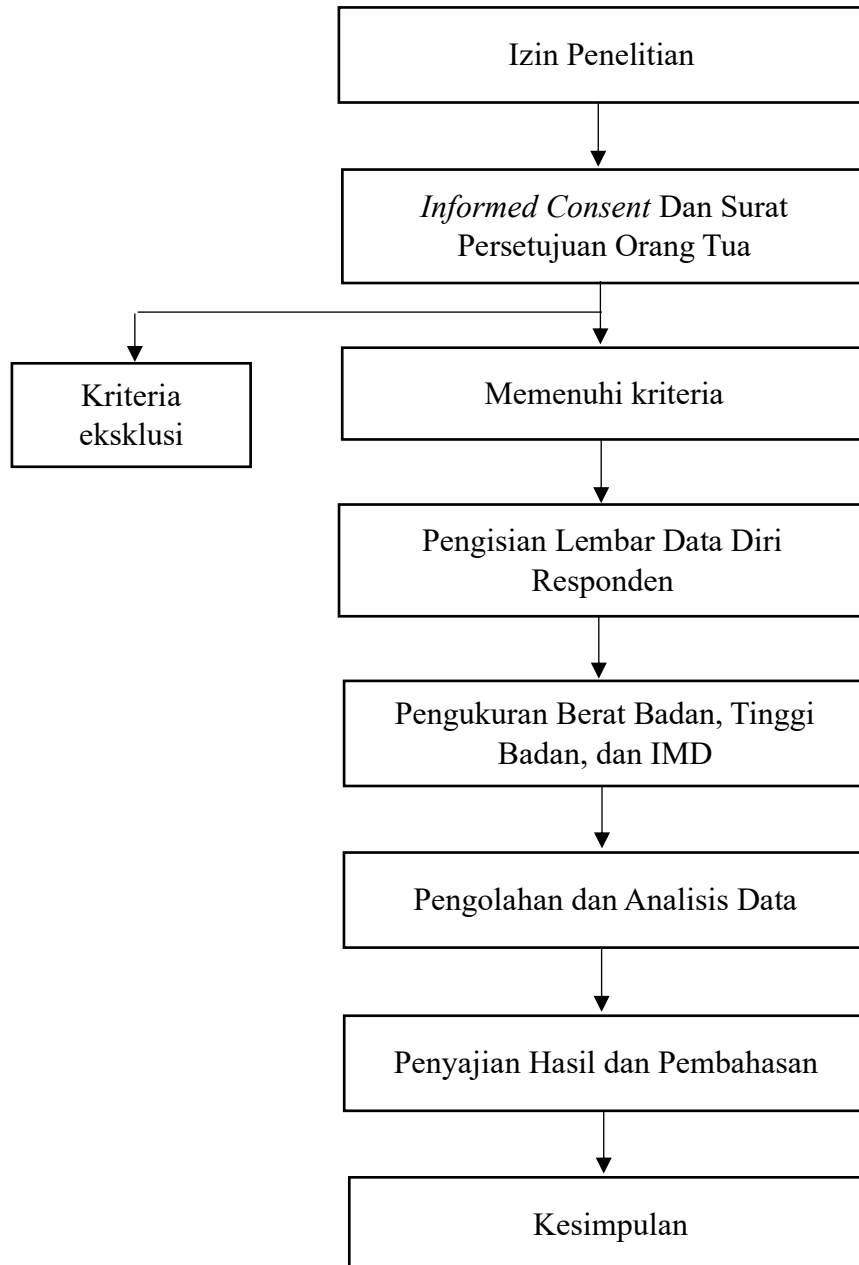 Izin Penelitian
Informed Consent Dan Surat
Persetujuan Orang Tua
Kriteria
eksklusi
Memenuhi kriteria
Pengisian Lembar Data Diri
Responden
Pengukuran Berat Badan, Tinggi
Badan, dan IMD
Pengolahan dan Analisis Data
Penyajian Hasil dan Pembahasan
Kesimpulan